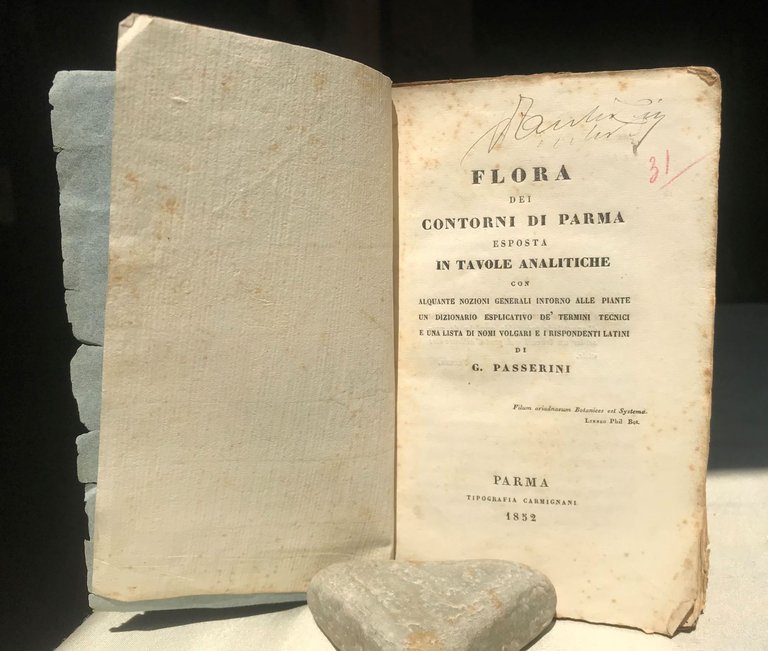 31
FLORA
DEI
CONTORNI DI PARMA
ESPOSTA
IN TAVOLE ANALITICHE
CON
ALQUANTE NOZIONI GENERALI INTORNO ALLE PIANTE
UN DIZIONARIO ESPLICATIVO DE' TERMINI TECNICI
E UNA LISTA DI NOMI VOLGARI E I RISPONDENTI LATINI
DI
G. PASSERINI
Filum ariadnaeum Botanices est Systema.
LINNEO Phil Bot.
PARMA
TIPOGRAFIA CARMIGNANI
1852